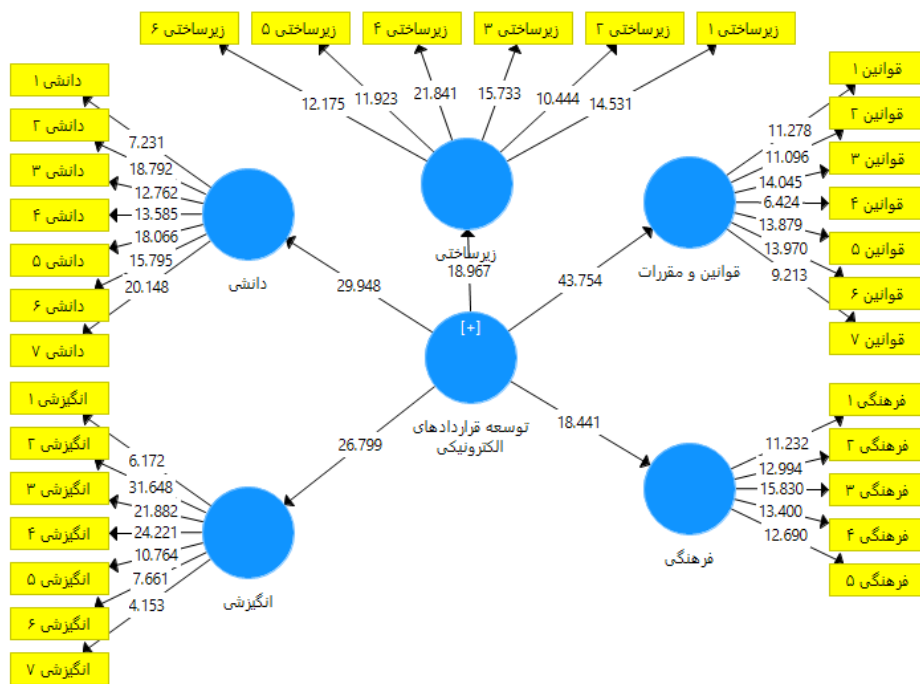 زیرساختی ۶
زیرساختی ۵
زیرساختی ۴
زیرساختی ۳
زیرساختی ۲
زیرساختی ۱
12.175
11.923
21.841
15.733
10.444
14.531
زیرساختی
18.967
دانشی ۱
دانشی ۲
دانشی ۳
دانشی ۴
دانشی ۵
دانشی ۶
دانشی ۷
7.231
18.792
12.762
13.585
18.066
15.795
20.148
دانشی
29.948
قوانین ۱
قوانین ۲
قوانین ۳
قوانین ۴
قوانین ۵
قوانین ۶
قوانین ۷
11.278
11.096
14.045
6.424
13.879
13.970
9.213
قوانین و مقررات
43.754
[+]
توسعه قراردادهای
الکترونیکی
انگیزشی ۱
انگیزشی ۲
انگیزشی ۳
انگیزشی ۴
انگیزشی ۵
انگیزشی ۶
انگیزشی ۷
6.172
31.648
21.882
24.221
10.764
7.661
4.153
انگیزشی
26.799
فرهنگی ۱
فرهنگی ۲
فرهنگی ۳
فرهنگی ۴
فرهنگی ۵
11.232
12.994
15.830
13.400
12.690
فرهنگی
18.441